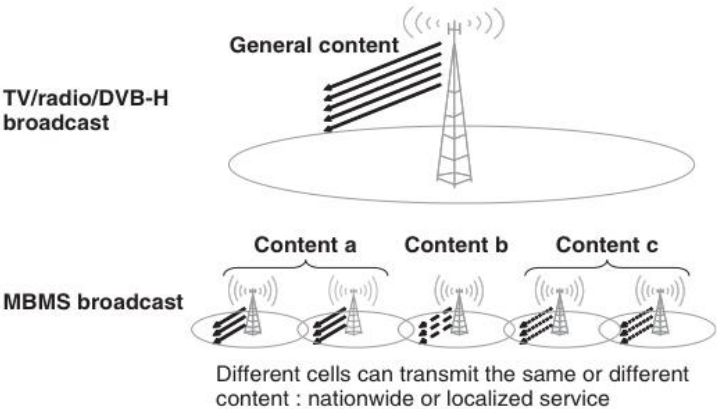 General content
TV/radio/DVB-H
broadcast
Content a
Content b
Content c
MBMS broadcast
Different cells can transmit the same or different
content : nationwide or localized service